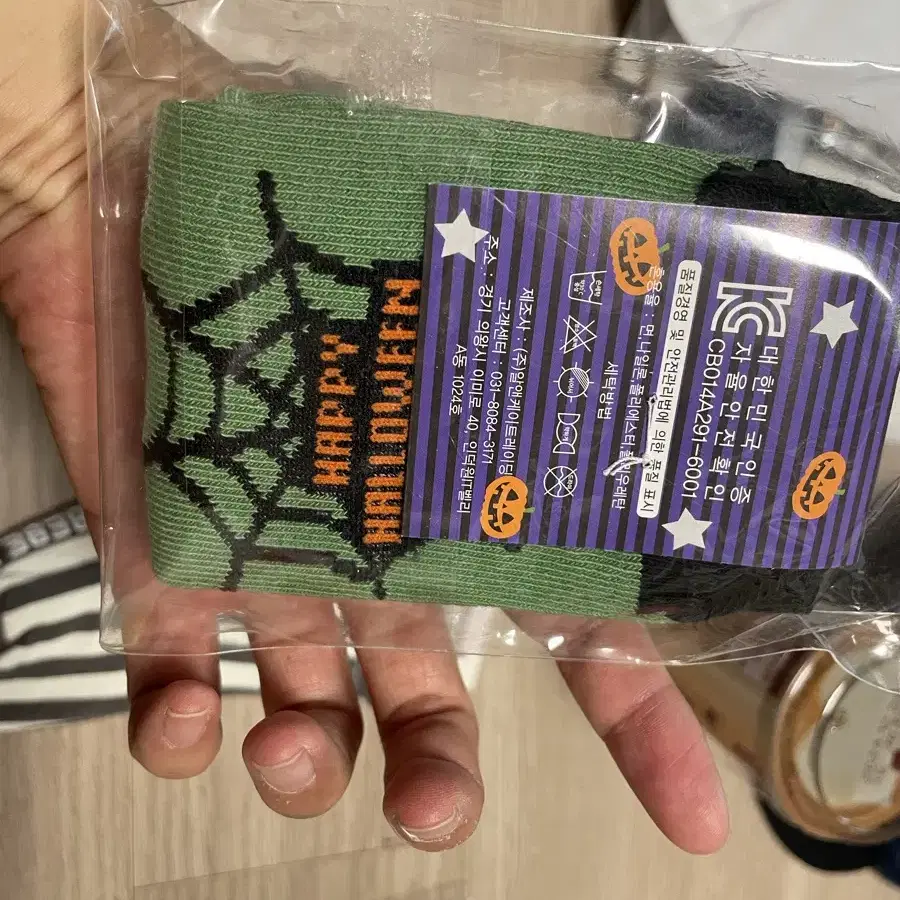 HAPPY
HALLOWEEN
KC
대한민국인증
자율안전확인
CB014A291-6001
품질경영 및 안전관리법에 의한 품질 표시
혼용율 : 면,나일론,폴리에스터,폴리우레탄
세탁방법
제조사 : (주)알앤케이트레이딩
고객센터 : 031-8084-3171
주소 : 경기 의왕시 이미로 40, 인덕원IT밸리
A동 1024호